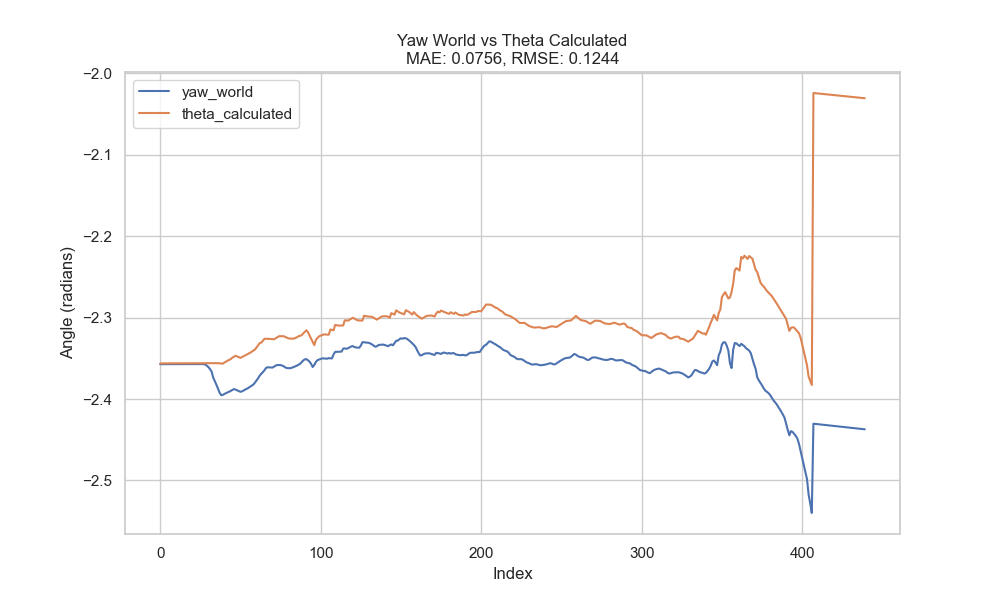 Yaw World vs Theta Calculated
MAE: 0.0756, RMSE: 0.1244
yaw_world
theta_calculated
Angle (radians)
−2.0
−2.1
−2.2
−2.3
−2.4
−2.5
0 100 200 300 400
Index